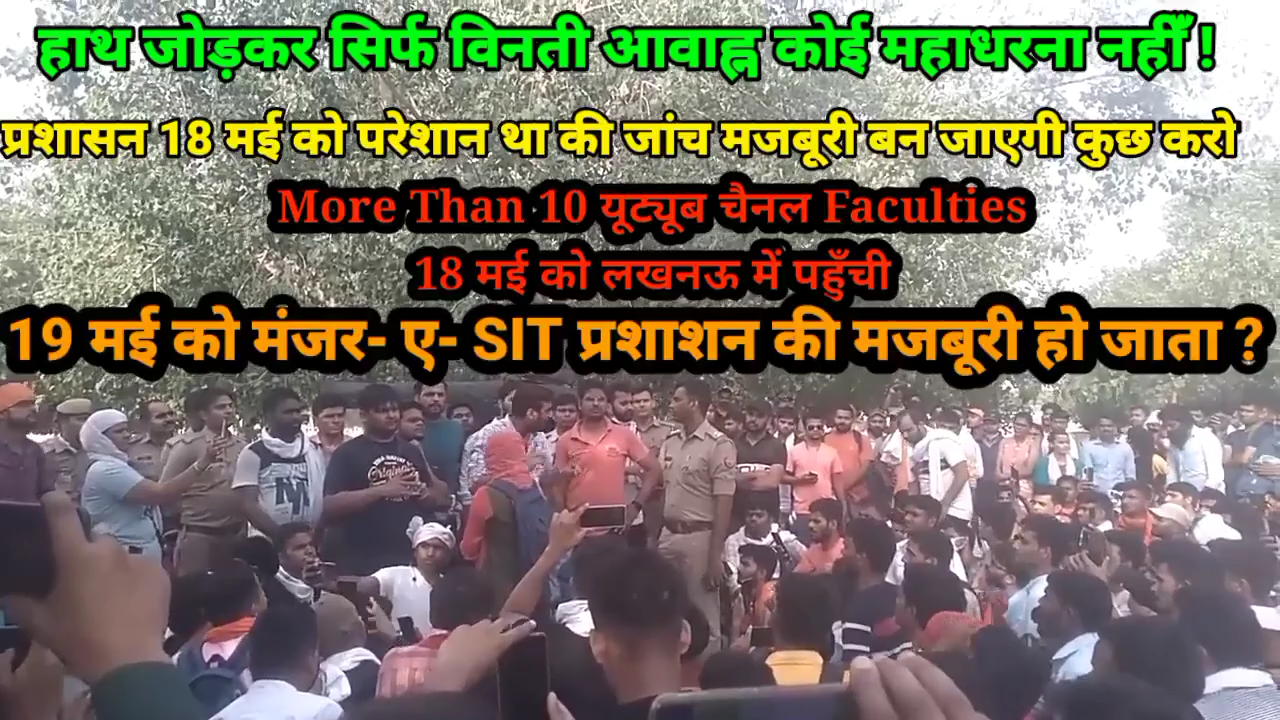 हाथ जोड़कर सिर्फ विनती आवाह्न कोई महाधरना नहीं !
प्रशासन 18 मई को परेशान था की जांच मजबूरी बन जाएगी कुछ करो
More Than 10 यूट्यूब चैनल Faculties
18 मई को लखनऊ में पहुँची
19 मई को मंजर- ए- SIT प्रशाशन की मजबूरी हो जाता ?